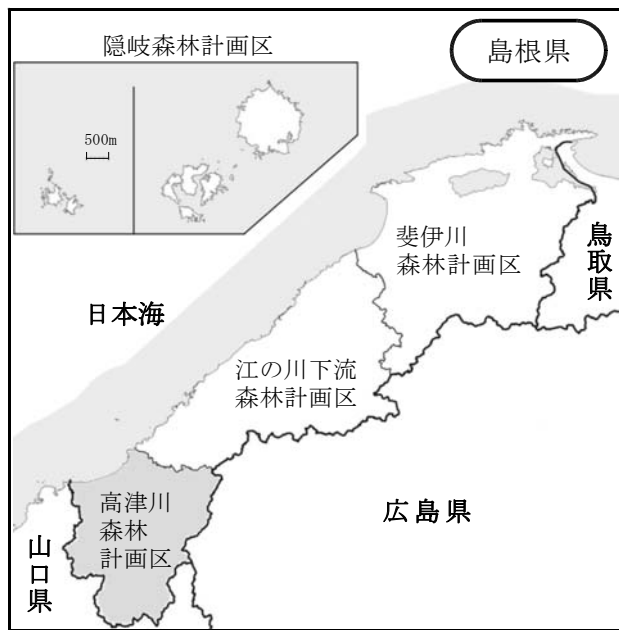 隠岐森林計画区
島根県
500m
斐伊川
森林計画区
鳥取県
日本海
江の川下流
森林計画区
高津川
森林
計画区
広島県
山口県